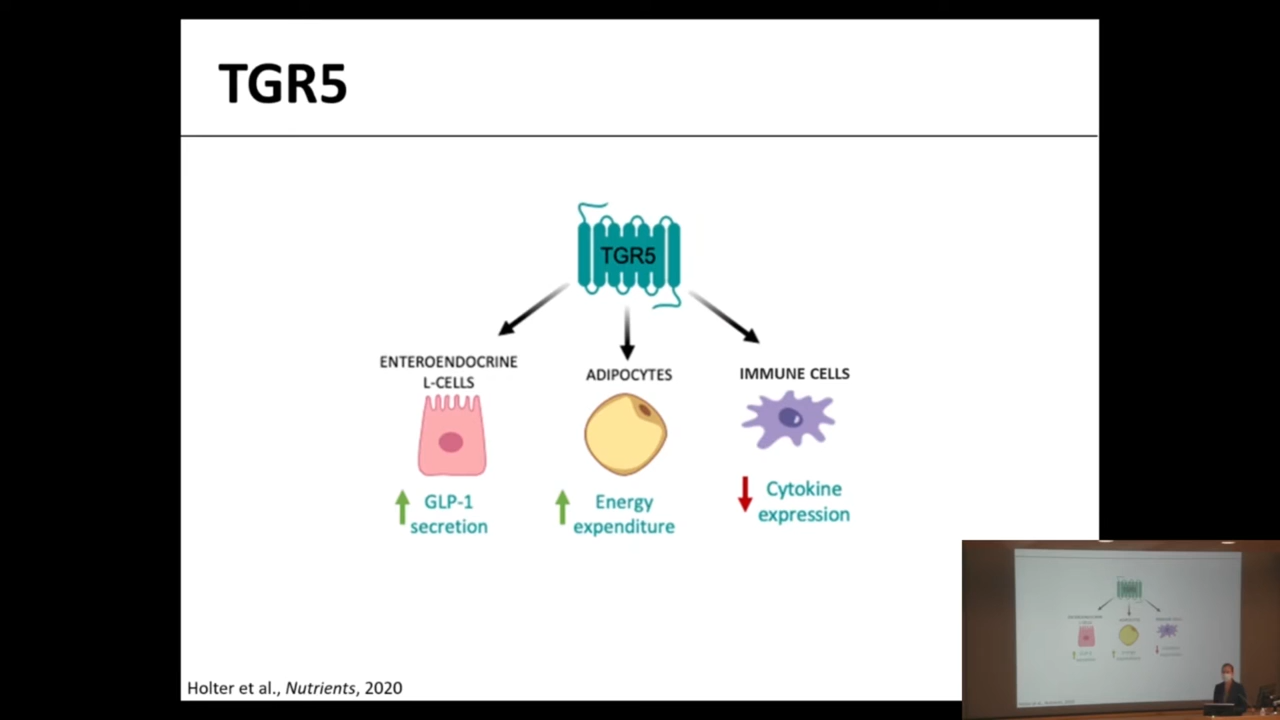 TGR5
TGR5
ENTEROENDOCRINE
L-CELLS
ADIPOCYTES
IMMUNE CELLS
GLP-1
secretion
Energy
expenditure
Cytokine
expression
Holter et al., Nutrients, 2020